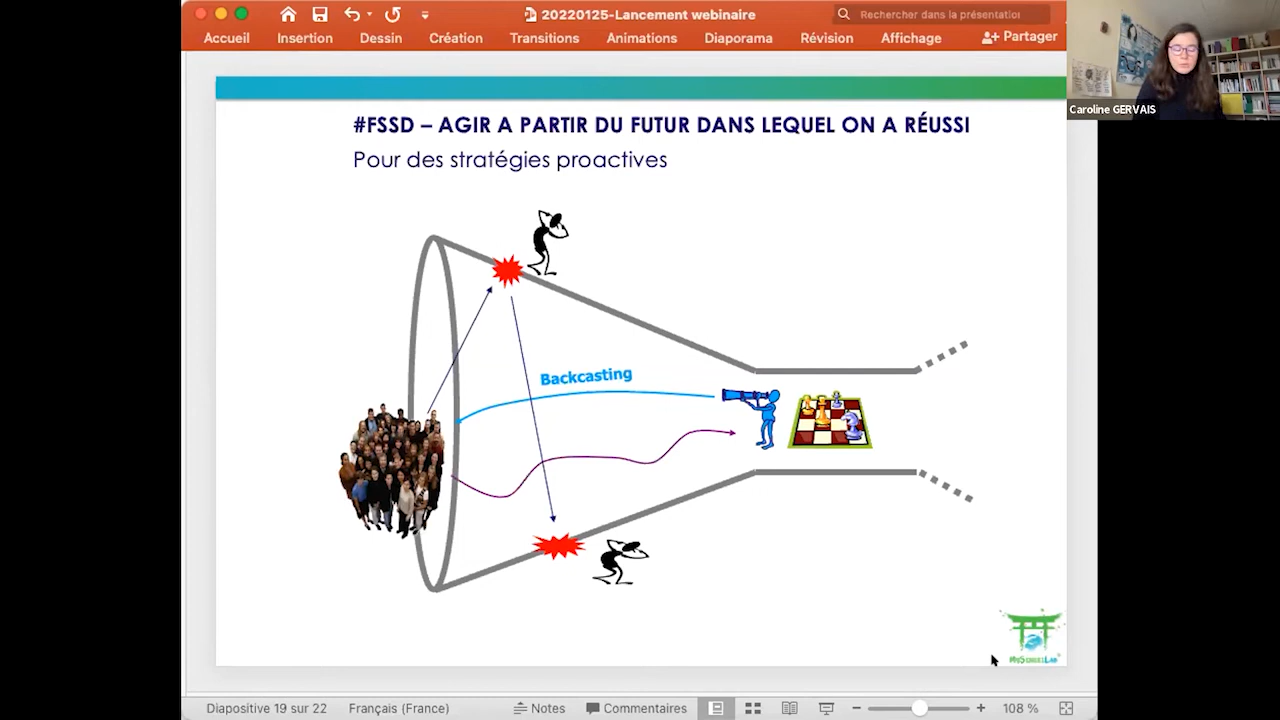 20220125-Lancement webinaire
Rechercher dans la présentation
Accueil Insertion Dessin Création Transitions Animations Diaporama Révision Affichage Partager
Caroline GERVAIS
#FSSD – AGIR A PARTIR DU FUTUR DANS LEQUEL ON A RÉUSSI
Pour des stratégies proactives
Backcasting
Diapositive 19 sur 22 Français (France) Notes Commentaires 108 %